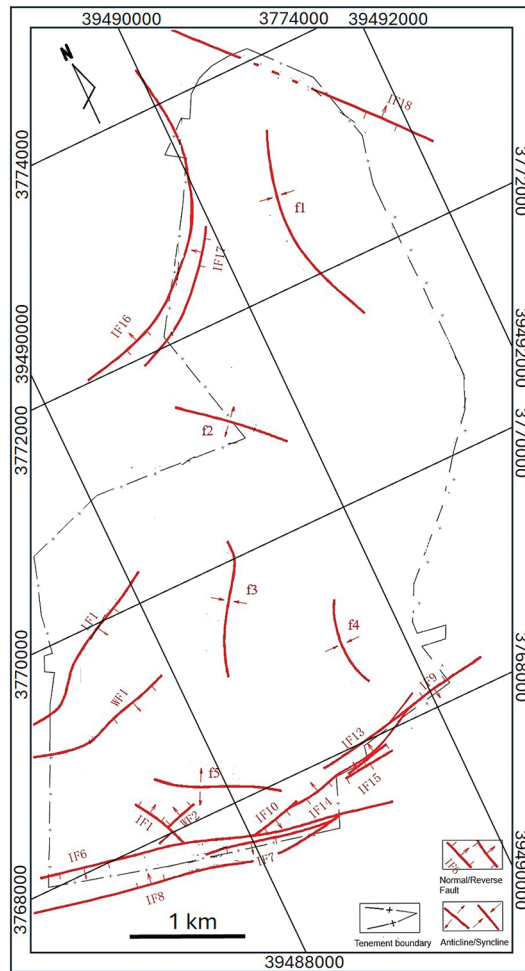 39490000
3774000
39492000
N
IF18
3774000
3772000
f1
IF17
IF16
39490000
39492000
f2
3772000
3770000
f3
IF1
f4
3770000
WF1
3768000
IF9
IF13
f5
IF15
IF10
IF14
IF1
WF2
IF6
IF7
IF8
3768000
39490000
IF6
Normal/Reverse
Fault
1 km
Tenement boundary
Anticline/Syncline
39488000